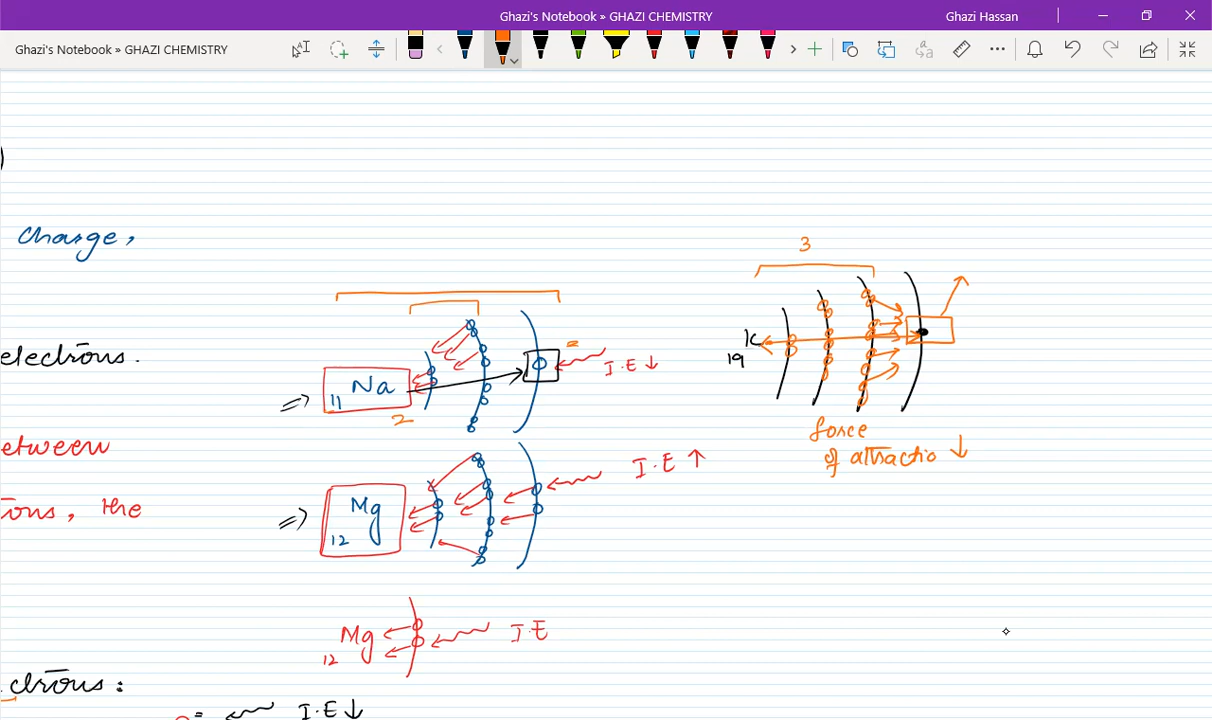 Ghazi's Notebook » GHAZI CHEMISTRY
Ghazi Hassan
Ghazi's Notebook » GHAZI CHEMISTRY
)
charge,
electrons.
etween
ons, the
ctrons:
Na
11
2
=
I.E ↓
Mg
12
I.E ↑
Mg
12
I.E
=
I.E ↓
3
K
19
force
of attractio ↓